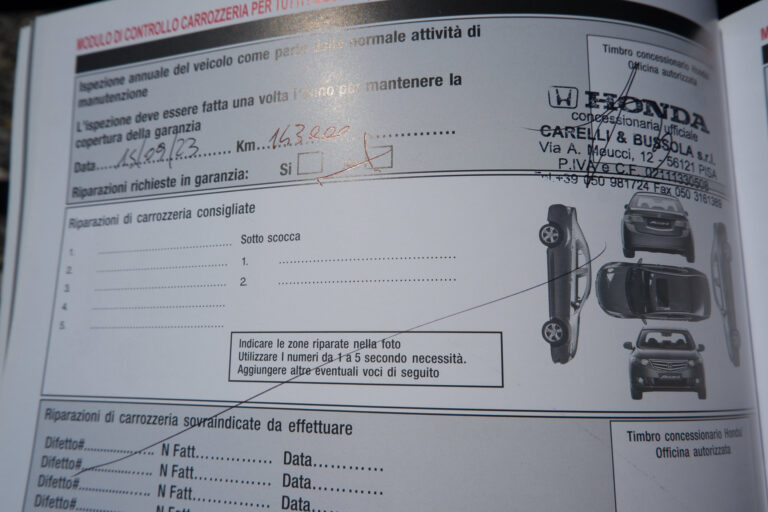 MODULO DI CONTROLLO CARROZZERIA PER TUTTI
Ispezione annuale del veicolo come parte della normale attività di
manutenzione
L'ispezione deve essere fatta una volta l'anno per mantenere la
copertura della garanzia
Data....15/09/23........ Km....163.000....................
Riparazioni richieste in garanzia: Si
Timbro concessionario Honda
Officina autorizzata
HONDA
concessionaria ufficiale
CARELLI & BUSSOLA s.r.l.
Via A. Meucci, 12 - 56121 PISA
P.IVA e C.F.
Tel +39 050 981724 Fax 050 3161389
Riparazioni di carrozzeria consigliate
Sotto scocca
1. ........................
2. ........................
3. ........................
4. ........................
5. ........................
1. ........................
2. ........................
Indicare le zone riparate nella foto
Utilizzare I numeri da 1 a 5 secondo necessità.
Aggiungere altre eventuali voci di seguito
Riparazioni di carrozzeria sovraindicate da effettuare
Difetto#.................. N Fatt.............. Data............
Difetto#.................. N Fatt.............. Data............
Difetto#.................. N Fatt.............. Data............
Difetto#
Timbro concessionario Honda
Officina autorizzata